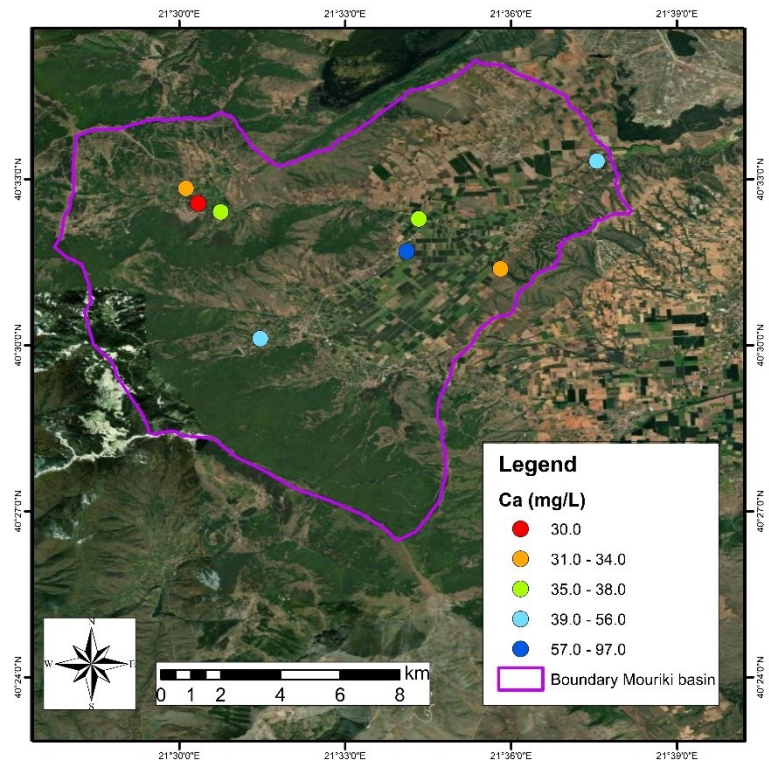 21°30'0"E 21°33'0"E 21°36'0"E 21°39'0"E
40°33'0"N 40°33'0"N
40°30'0"N 40°30'0"N
40°27'0"N 40°27'0"N
40°24'0"N 40°24'0"N
Legend
Ca (mg/L)
30.0
31.0 - 34.0
35.0 - 38.0
39.0 - 56.0
57.0 - 97.0
Boundary Mouriki basin
N
W E
S
km
0 1 2 4 6 8
21°30'0"E 21°33'0"E 21°36'0"E 21°39'0"E